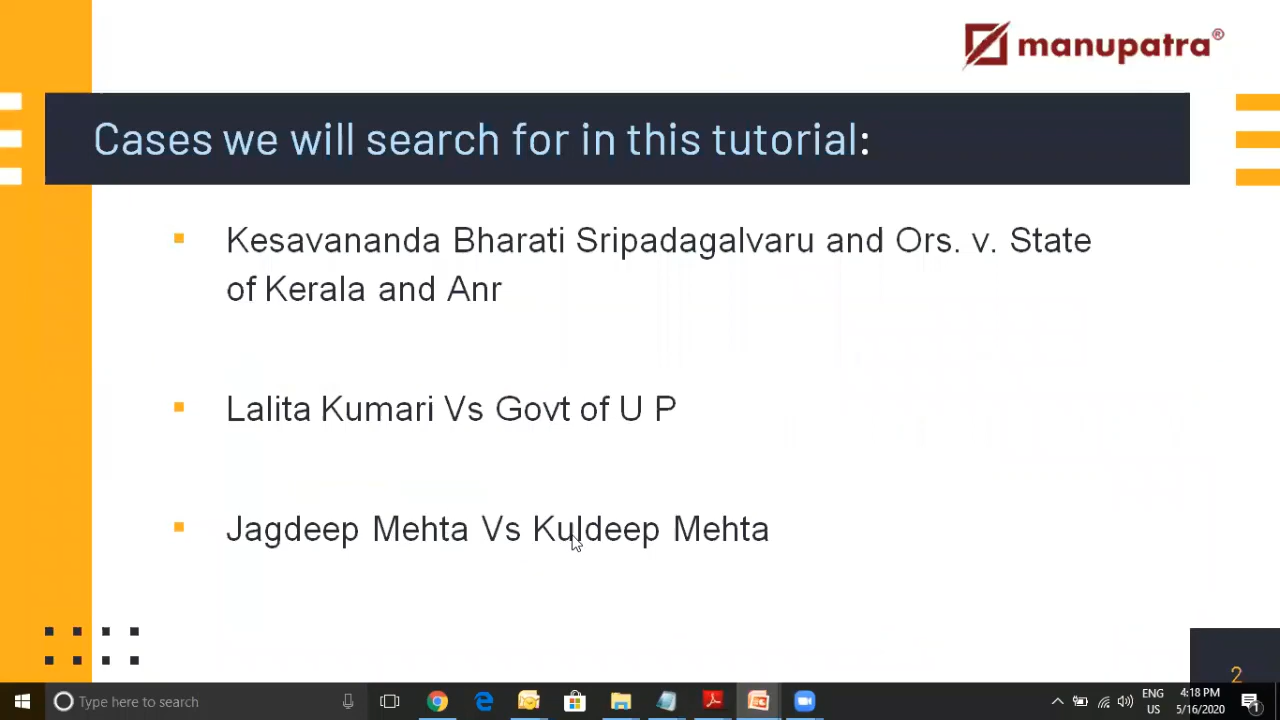 manupatra®
Cases we will search for in this tutorial:
Kesavananda Bharati Sripadagalvaru and Ors. v. State
of Kerala and Anr
Lalita Kumari Vs Govt of U P
Jagdeep Mehta Vs Kuldeep Mehta
2
Type here to search
ENG
US
4:18 PM
5/16/2020
1